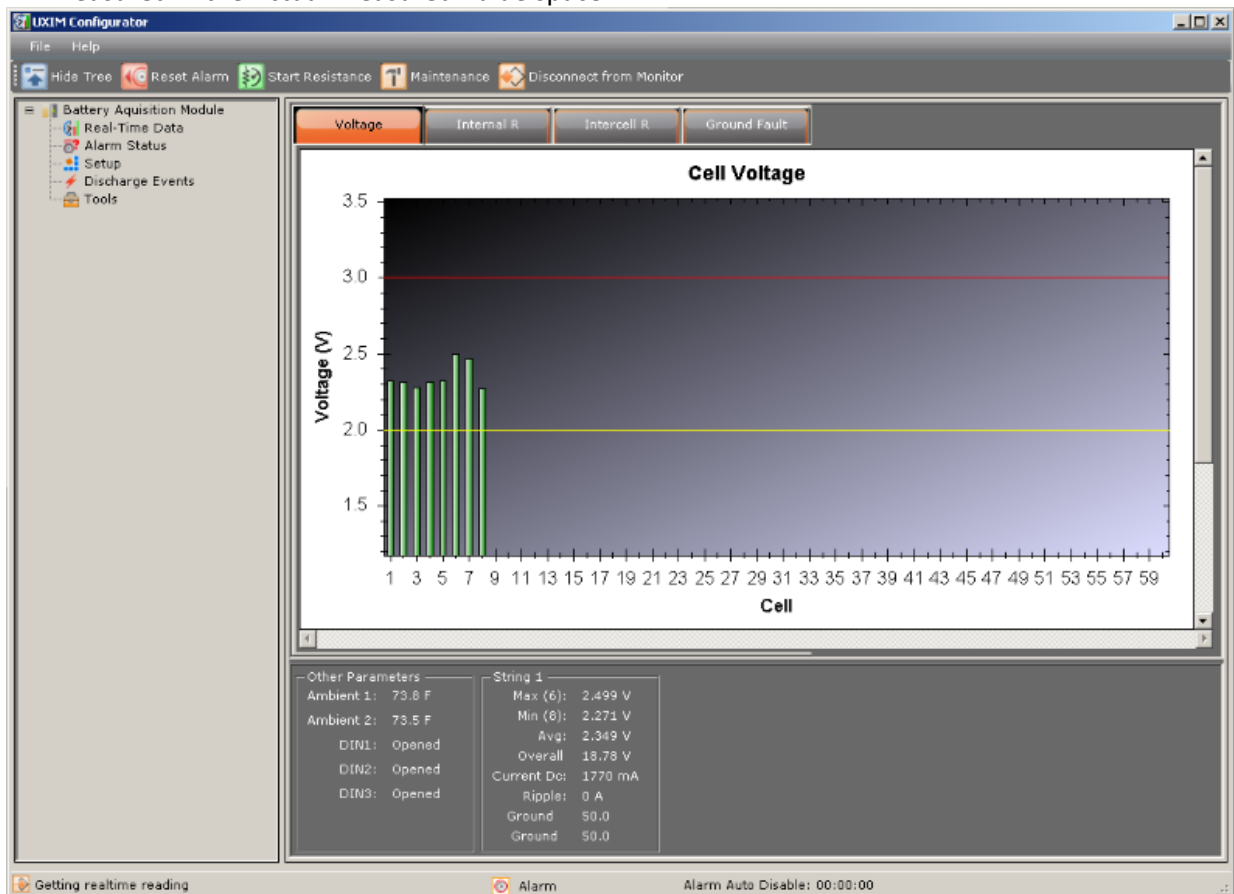 UXIM Configurator
File Help
Hide Tree Reset Alarm Start Resistance Maintenance Disconnect from Monitor
Battery Aquisition Module
Real-Time Data
Alarm Status
Setup
Discharge Events
Tools
Voltage Internal R Intercell R Ground Fault
Cell Voltage
3.5
3.0
2.5
2.0
1.5
Voltage (V)
1 3 5 7 9 11 13 15 17 19 21 23 25 27 29 31 33 35 37 39 41 43 45 47 49 51 53 55 57 59
Cell
Other Parameters
Ambient 1: 73.8 F
Ambient 2: 73.5 F
DIN1: Opened
DIN2: Opened
DIN3: Opened
String 1
Max (6): 2.499 V
Min (8): 2.271 V
Avg: 2.349 V
Overall 18.78 V
Current Dc: 1770 mA
Ripple: 0 A
Ground 50.0
Ground 50.0
Getting realtime reading Alarm Alarm Auto Disable: 00:00:00